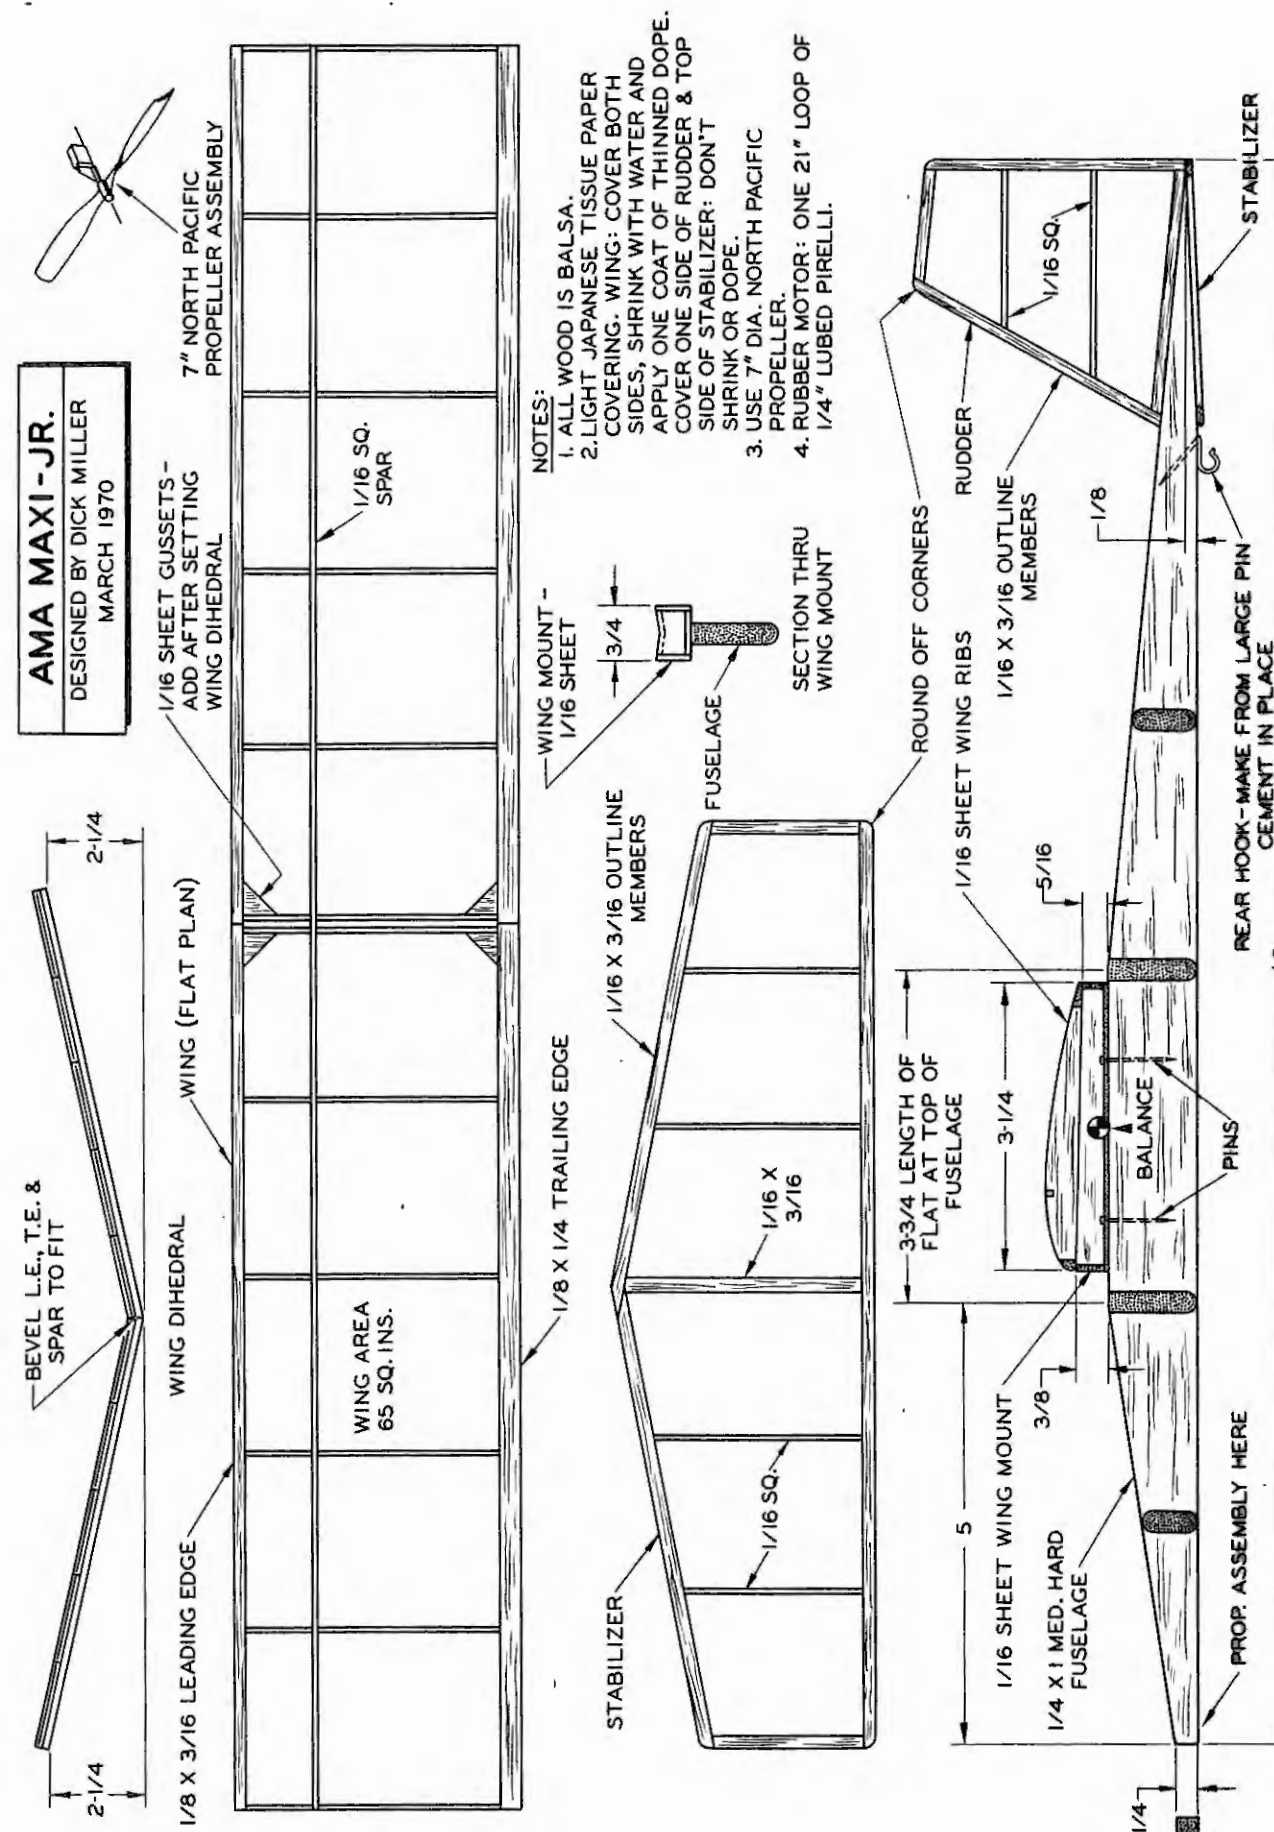 AMA MAXI-JR.
DESIGNED BY DICK MILLER
MARCH 1970
7" NORTH PACIFIC
PROPELLER ASSEMBLY
BEVEL L.E., T.E. &
SPAR TO FIT
2-1/4
2-1/4
WING DIHEDRAL
WING (FLAT PLAN)
1/16 SHEET GUSSETS-
ADD AFTER SETTING
WING DIHEDRAL
1/8 X 3/16 LEADING EDGE
WING AREA
65 SQ. INS.
1/16 SQ.
SPAR
1/8 X 1/4 TRAILING EDGE
NOTES:
1. ALL WOOD IS BALSA.
2. LIGHT JAPANESE TISSUE PAPER
COVERING. WING: COVER BOTH
SIDES, SHRINK WITH WATER AND
APPLY ONE COAT OF THINNED DOPE.
COVER ONE SIDE OF RUDDER & TOP
SIDE OF STABILIZER: DON'T
SHRINK OR DOPE.
3. USE 7" DIA. NORTH PACIFIC
PROPELLER.
4. RUBBER MOTOR: ONE 21" LOOP OF
1/4" LUBED PIRELLI.
WING MOUNT-
1/16 SHEET
3/4
FUSELAGE
SECTION THRU
WING MOUNT
STABILIZER
1/16 SQ.
1/16 X
3/16
1/16 X 3/16 OUTLINE
MEMBERS
ROUND OFF CORNERS
RUDDER
1/16 SQ.
1/16 X 3/16 OUTLINE
MEMBERS
STABILIZER
1/8
1/16 SHEET WING RIBS
5/16
3-3/4 LENGTH OF
FLAT AT TOP OF
FUSELAGE
3-1/4
5
1/16 SHEET WING MOUNT
3/8
BALANCE
PINS
1/4 X 1 MED. HARD
FUSELAGE
1/4
PROP. ASSEMBLY HERE
REAR HOOK-MAKE FROM LARGE PIN
CEMENT IN PLACE